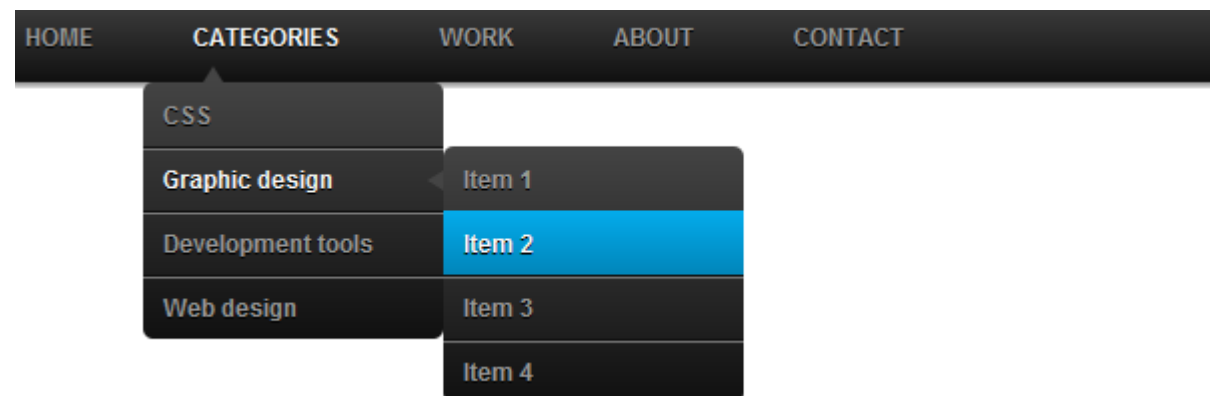 HOME CATEGORIES WORK ABOUT CONTACT
CSS
Graphic design
Development tools
Web design
Item 1
Item 2
Item 3
Item 4